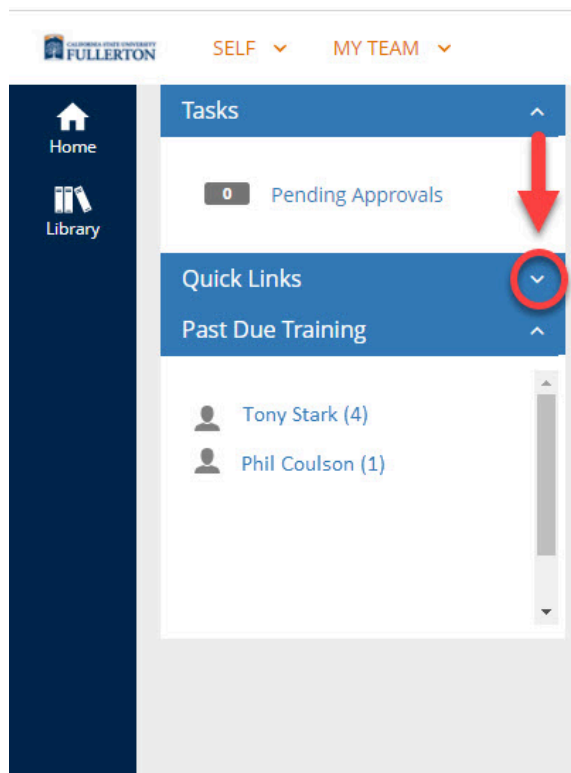 CALIFORNIA STATE UNIVERSITY
FULLERTON
SELF
MY TEAM
Home
Library
Tasks
0 Pending Approvals
Quick Links
Past Due Training
Tony Stark (4)
Phil Coulson (1)